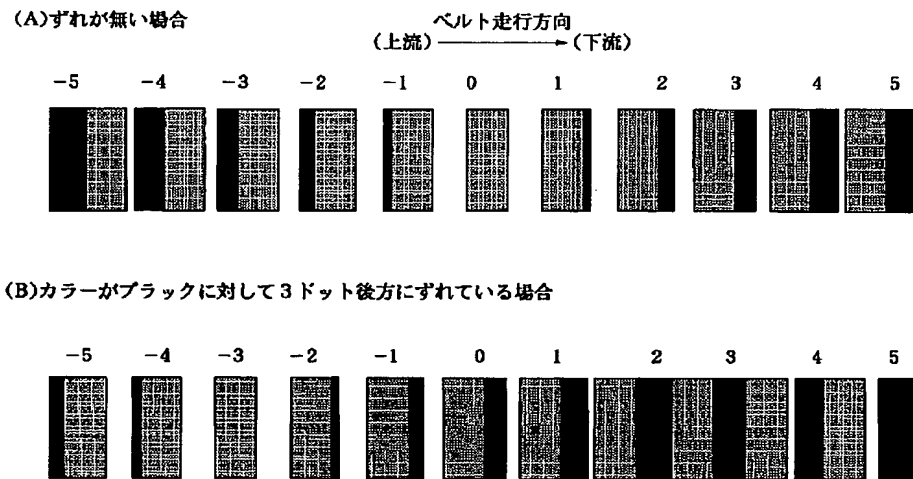 (A)ずれが無い場合
ベルト走行方向
(上流) (下流)
-5 -4 -3 -2 -1 0 1 2 3 4 5
(B)カラーがブラックに対して3ドット後方にずれている場合
-5 -4 -3 -2 -1 0 1 2 3 4 5